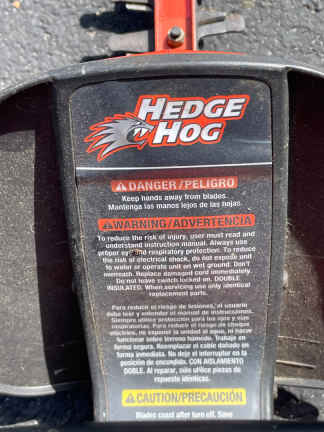 HEDGE
HOG
DANGER/PELIGRO
Keep hands away from blades.
Mantenga las manos lejos de las hojas.
WARNING/ADVERTENCIA
To reduce the risk of injury, user must read and
understand instruction manual. Always use
proper eye and respiratory protection. To reduce
the risk of electrical shock, do not expose unit
to water or operate unit on wet ground. Don't
overreach. Replace damaged cord immediately.
Do not leave switch locked on. DOUBLE
INSULATED. When servicing use only identical
replacement parts.
Para reducir el riesgo de lesiones, el usuario
debe leer y entender el manual de instrucciones.
Siempre utilice protección para los ojos y vías
respiratorias. Para reducir el riesgo de choque
eléctrico, no exponer la unidad al agua, ni hacer
funcionar sobre terreno húmedo. Trabaje en
forma segura. Reemplazar el cable dañado en
forma inmediata. No deje el interruptor en la
posición de encendido. CON AISLAMIENTO
DOBLE. Al reparar, sólo utilice piezas de
repuesto idénticas.
CAUTION/PRECAUCIÓN
Blades coast after turn off. Save